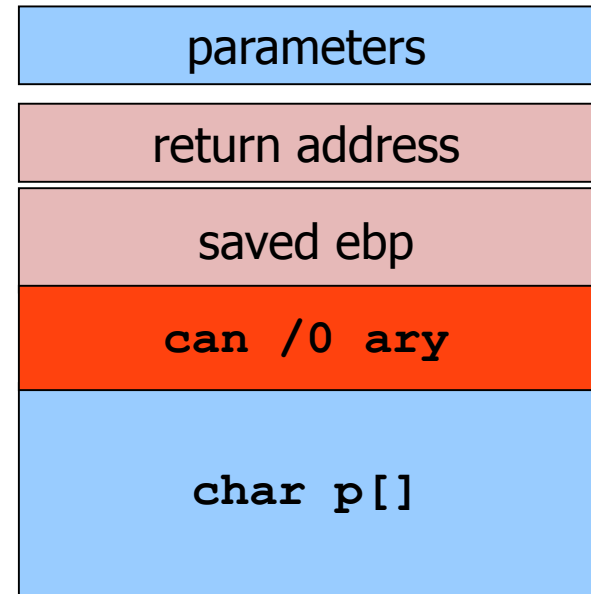 parameters
return address
saved ebp
can /0 ary
char p[]